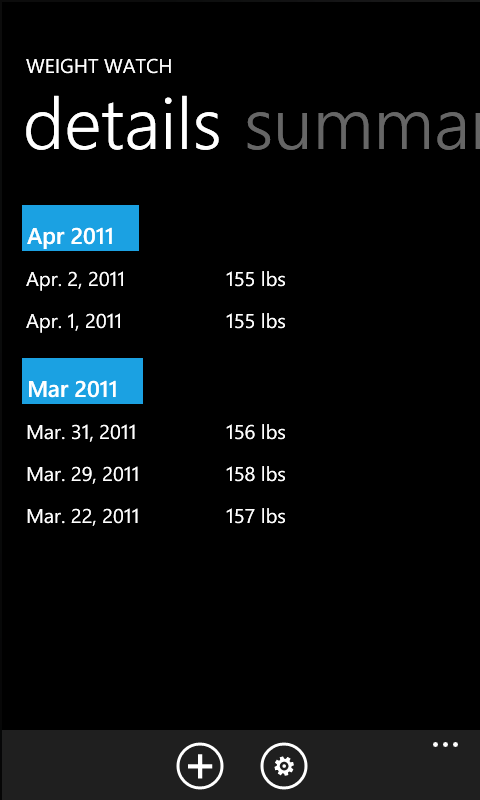 WEIGHT WATCH
details summar
Apr 2011
Apr. 2, 2011 155 lbs
Apr. 1, 2011 155 lbs
Mar 2011
Mar. 31, 2011 156 lbs
Mar. 29, 2011 158 lbs
Mar. 22, 2011 157 lbs